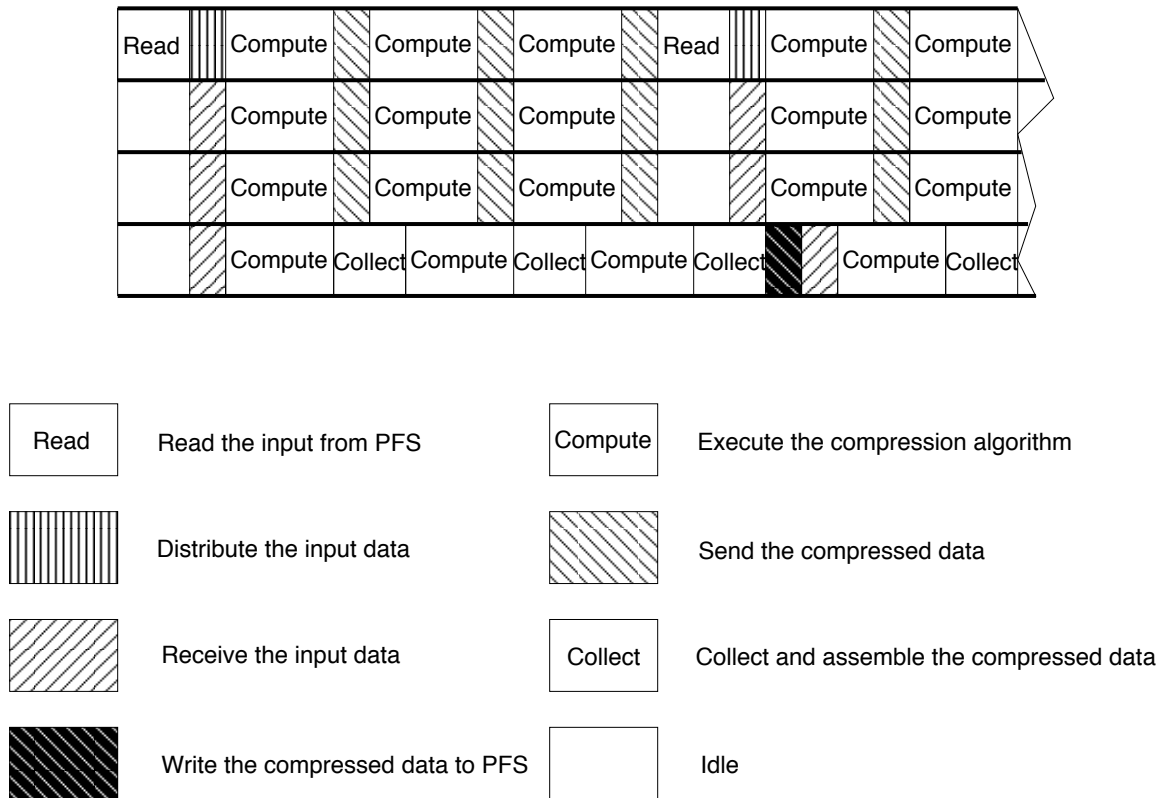 Read Compute Compute Compute Read Compute Compute
Compute Compute Compute Compute Compute
Compute Compute Compute Compute Compute
Compute Collect Compute Collect Compute Collect Compute Collect
Read Read the input from PFS
Compute Execute the compression algorithm
Distribute the input data
Send the compressed data
Receive the input data
Collect Collect and assemble the compressed data
Write the compressed data to PFS
Idle